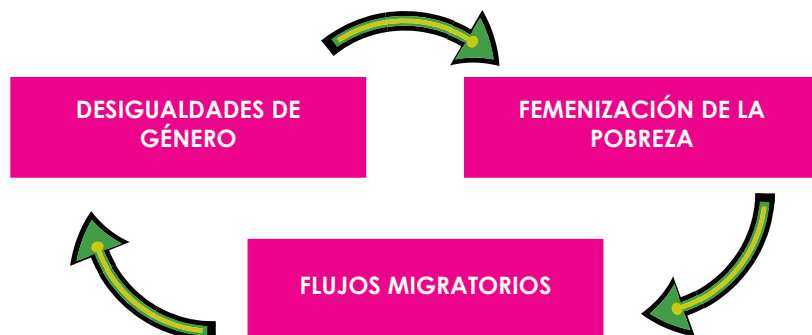 DESIGUALDADES DE
GÉNERO
FEMENIZACIÓN DE LA
POBREZA
FLUJOS MIGRATORIOS